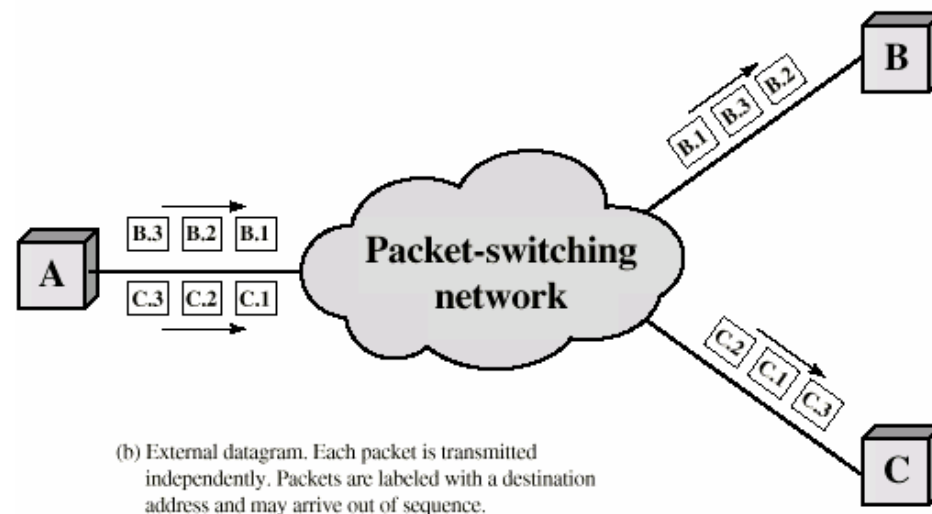 B
B.1 B.3 B.2
B.3 B.2 B.1
A
Packet-switching
network
C.3 C.2 C.1
C.2 C.1 C.3
C
(b) External datagram. Each packet is transmitted
independently. Packets are labeled with a destination
address and may arrive out of sequence.